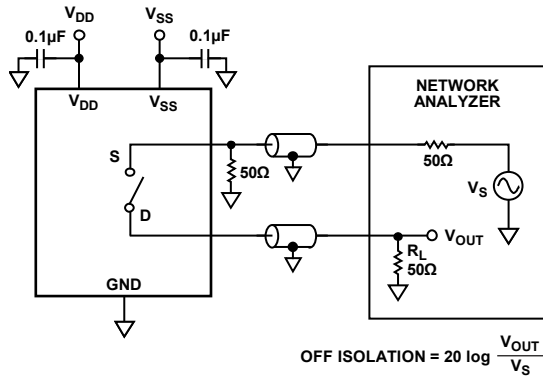 VDD
VSS
0.1µF
0.1µF
VDD
VSS
NETWORK
ANALYZER
S
50Ω
50Ω
VS
D
VOUT
RL
50Ω
GND
OFF ISOLATION = 20 log VOUT
VS